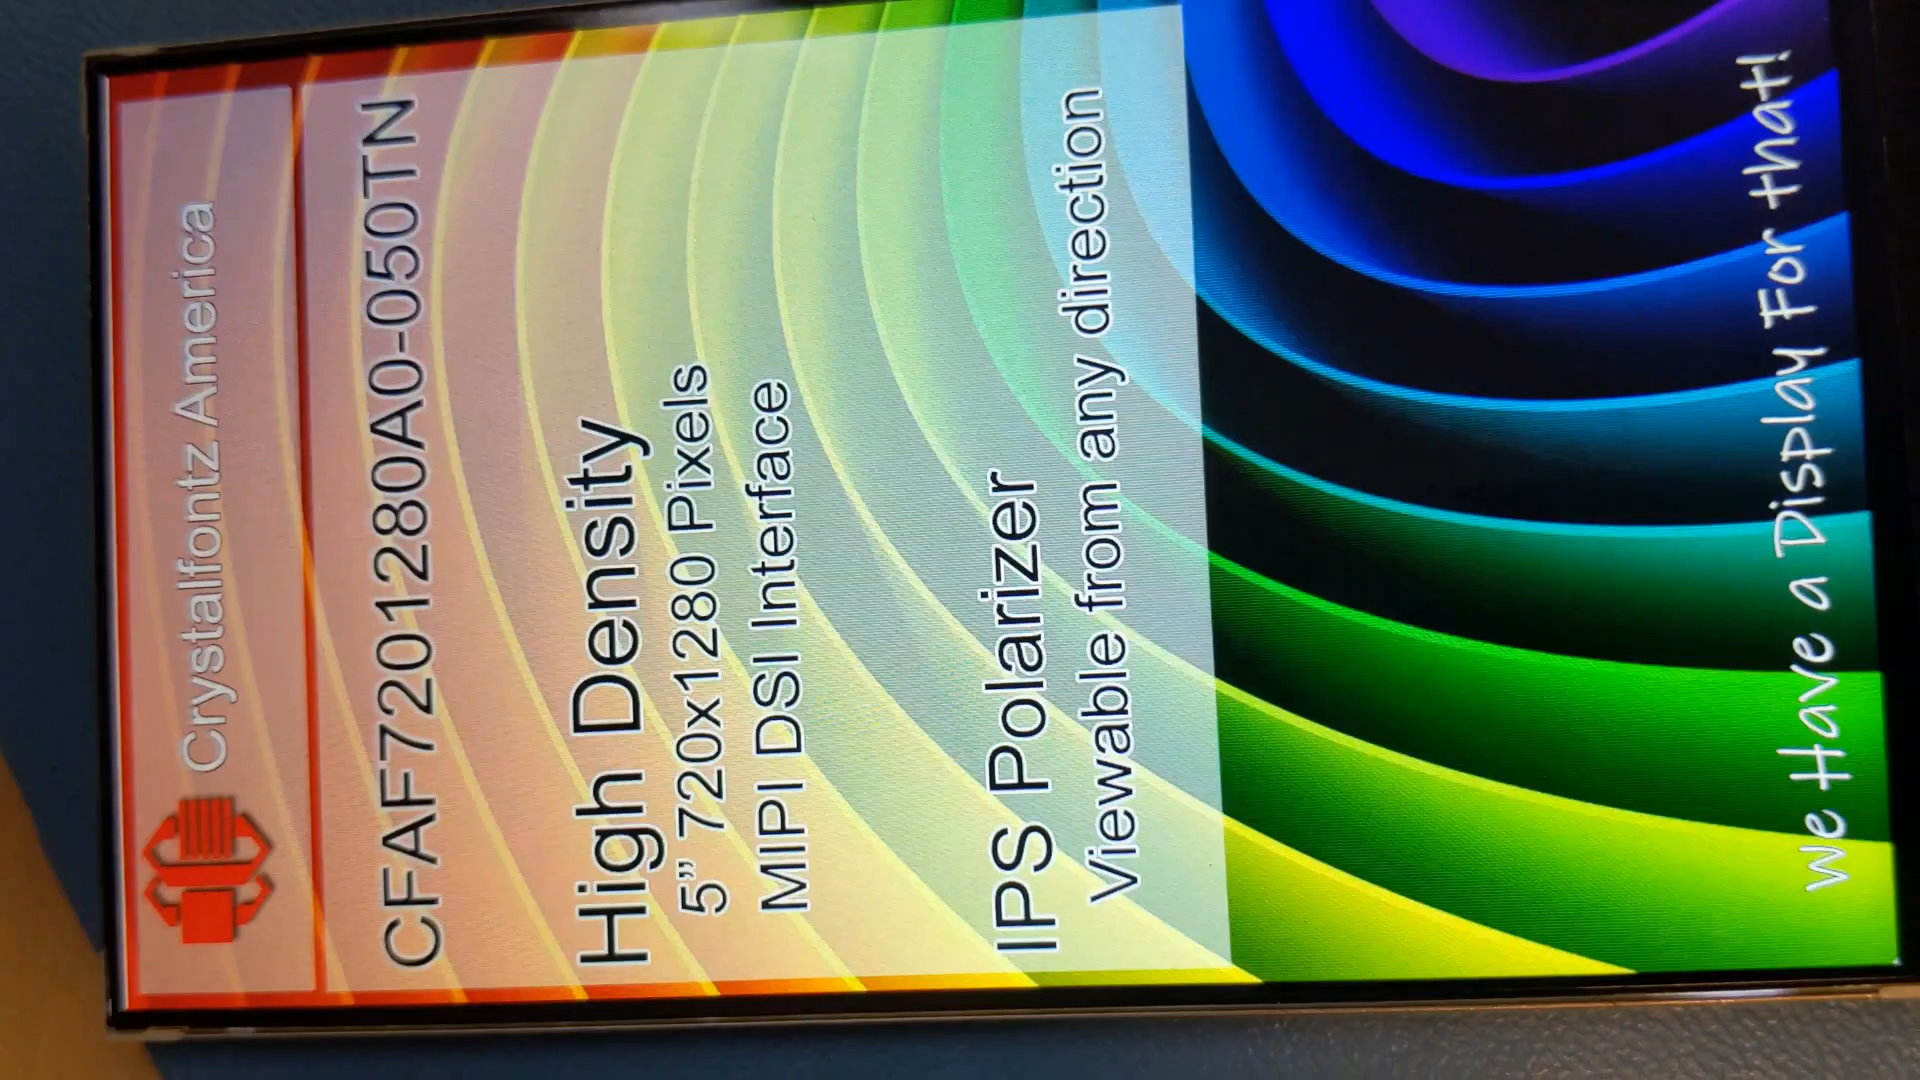 Crystalfontz America
CFAF7201280A0-050TN
High Density
5” 720x1280 Pixels
MIPI DSI Interface
IPS Polarizer
Viewable from any direction
We Have a Display For that!